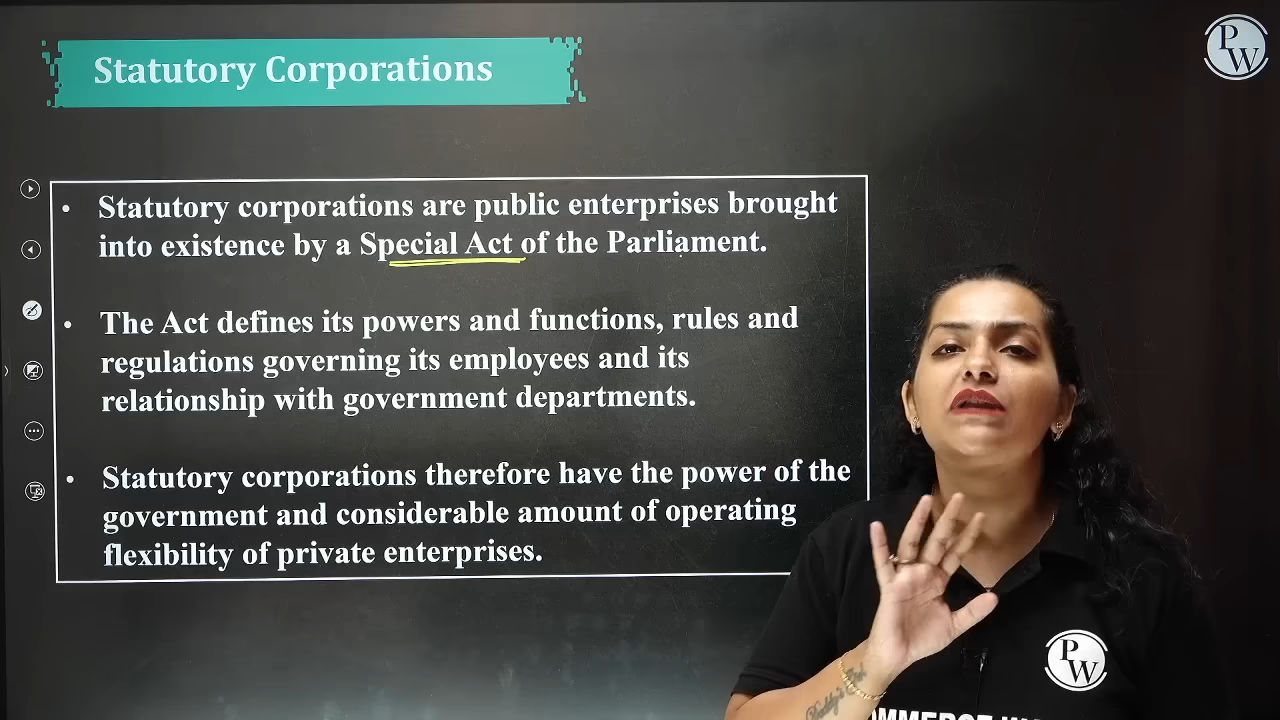 Statutory Corporations
PW
• Statutory corporations are public enterprises brought
into existence by a Special Act of the Parliament.
• The Act defines its powers and functions, rules and
regulations governing its employees and its
relationship with government departments.
• Statutory corporations therefore have the power of the
government and considerable amount of operating
flexibility of private enterprises.
PW